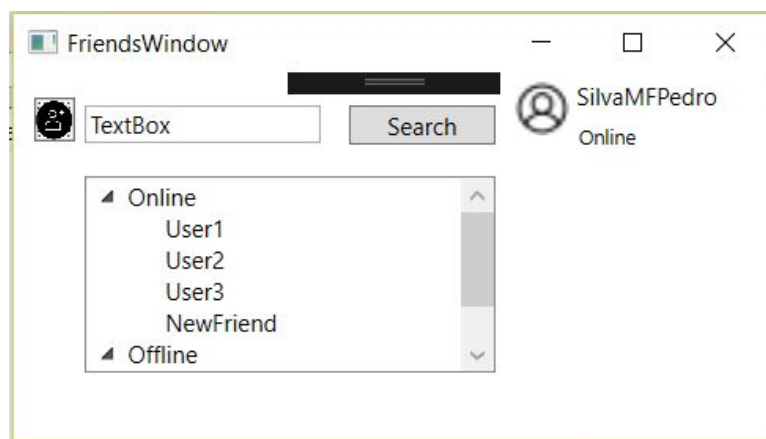 FriendsWindow
TextBox
Search
SilvaMFPedro
Online
Online
User1
User2
User3
NewFriend
Offline